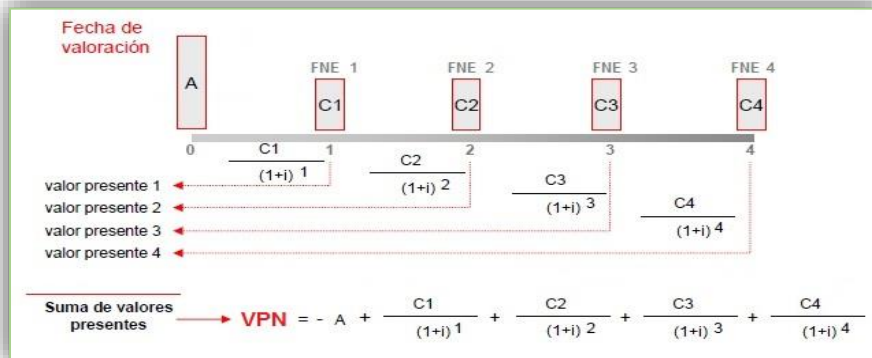 Fecha de
valoración
FNE 1 FNE 2 FNE 3 FNE 4
A
C1 C2 C3 C4
0 1 2 3 4
C1
(1+i) 1
C2
(1+i) 2
C3
(1+i) 3
C4
(1+i) 4
valor presente 1
valor presente 2
valor presente 3
valor presente 4
Suma de valores
presentes
VPN = - A + C1 / (1+i) 1 + C2 / (1+i) 2 + C3 / (1+i) 3 + C4 / (1+i) 4